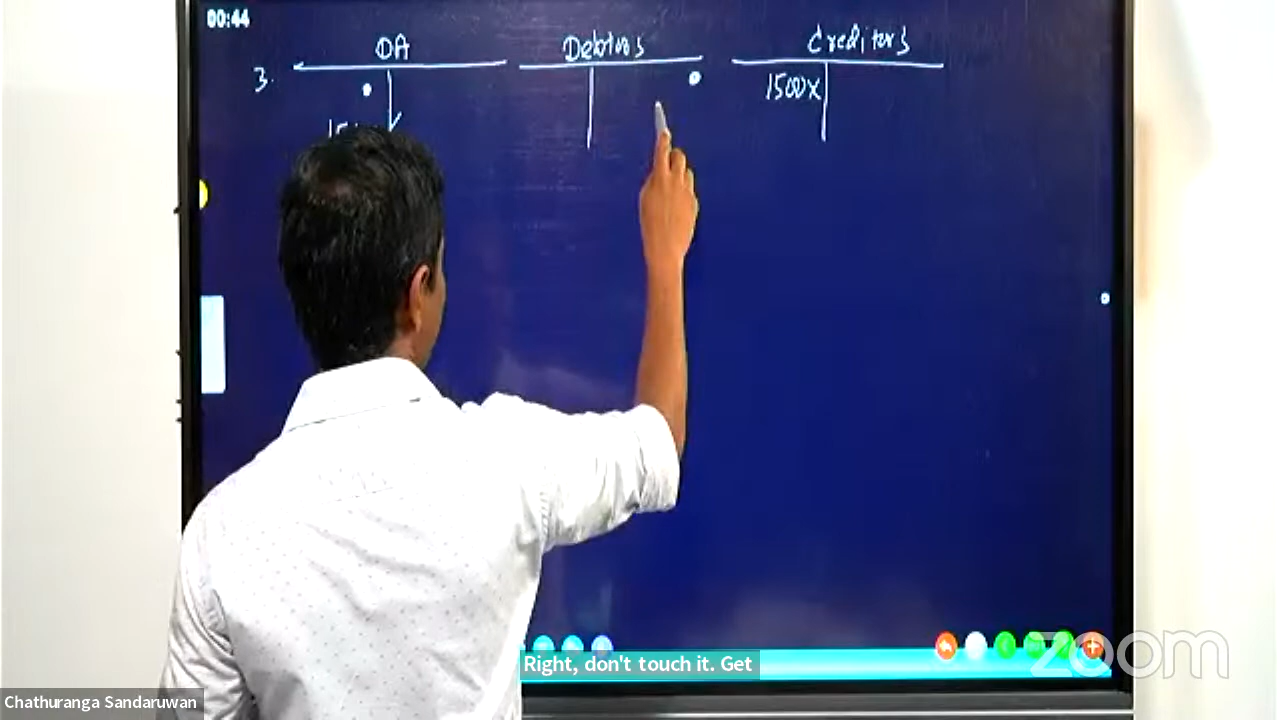 00:44
DA Debtors Creditors
3.
1500x
Right, don't touch it. Get
zoom
Chathuranga Sandaruwan